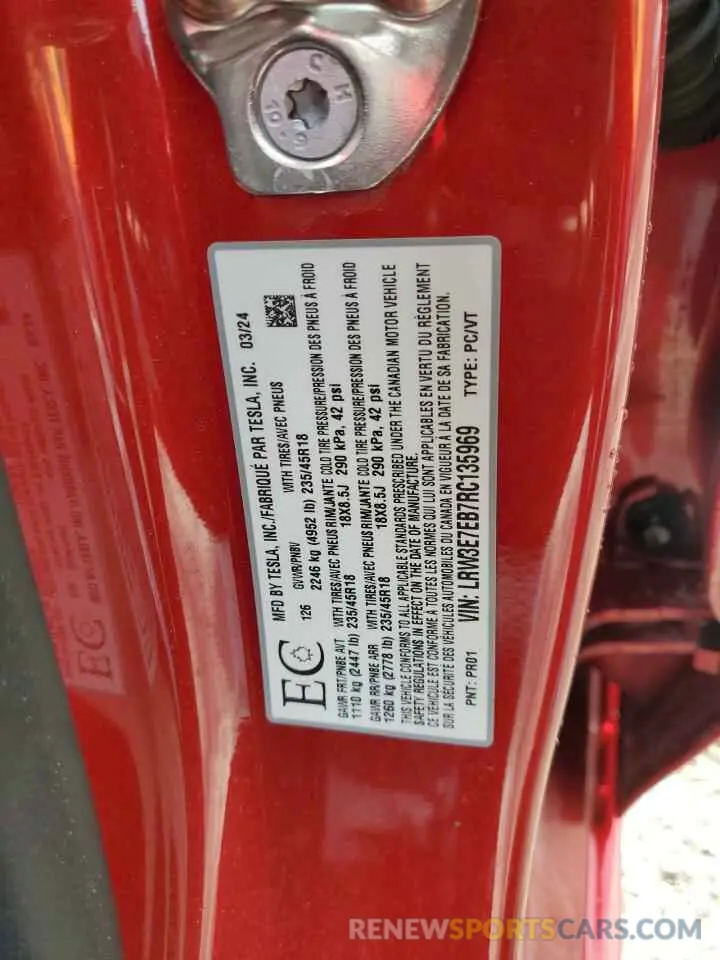 C M 10.9
MFD BY TESLA, INC./FABRIQUÉ PAR TESLA, INC. 03/24
EC
126 GVWR/PNBV WITH TIRES/AVEC PNEUS
2246 kg (4952 lb) 235/45R18
GAWR FRT/PNBE AVT WITH TIRES/AVEC PNEUS RIM/JANTE COLD TIRE PRESSURE/PRESSION DES PNEUS À FROID
1110 kg (2447 lb) 235/45R18 18X8.5J 290 kPa, 42 psi
GAWR RR/PNBE ARR WITH TIRES/AVEC PNEUS RIM/JANTE COLD TIRE PRESSURE/PRESSION DES PNEUS À FROID
1260 kg (2778 lb) 235/45R18 18X8.5J 290 kPa, 42 psi
THIS VEHICLE CONFORMS TO ALL APPLICABLE STANDARDS PRESCRIBED UNDER THE CANADIAN MOTOR VEHICLE
SAFETY REGULATIONS IN EFFECT ON THE DATE OF MANUFACTURE.
CE VÉHICULE EST CONFORME À TOUTES LES NORMES QUI LUI SONT APPLICABLES EN VERTU DU RÈGLEMENT
SUR LA SÉCURITÉ DES VÉHICULES AUTOMOBILES DU CANADA EN VIGUEUR À LA DATE DE SA FABRICATION.
PNT: PR01 VIN: LRW3E7EB7RC135969 TYPE: PC/VT
RENEWSPORTSCARS.COM